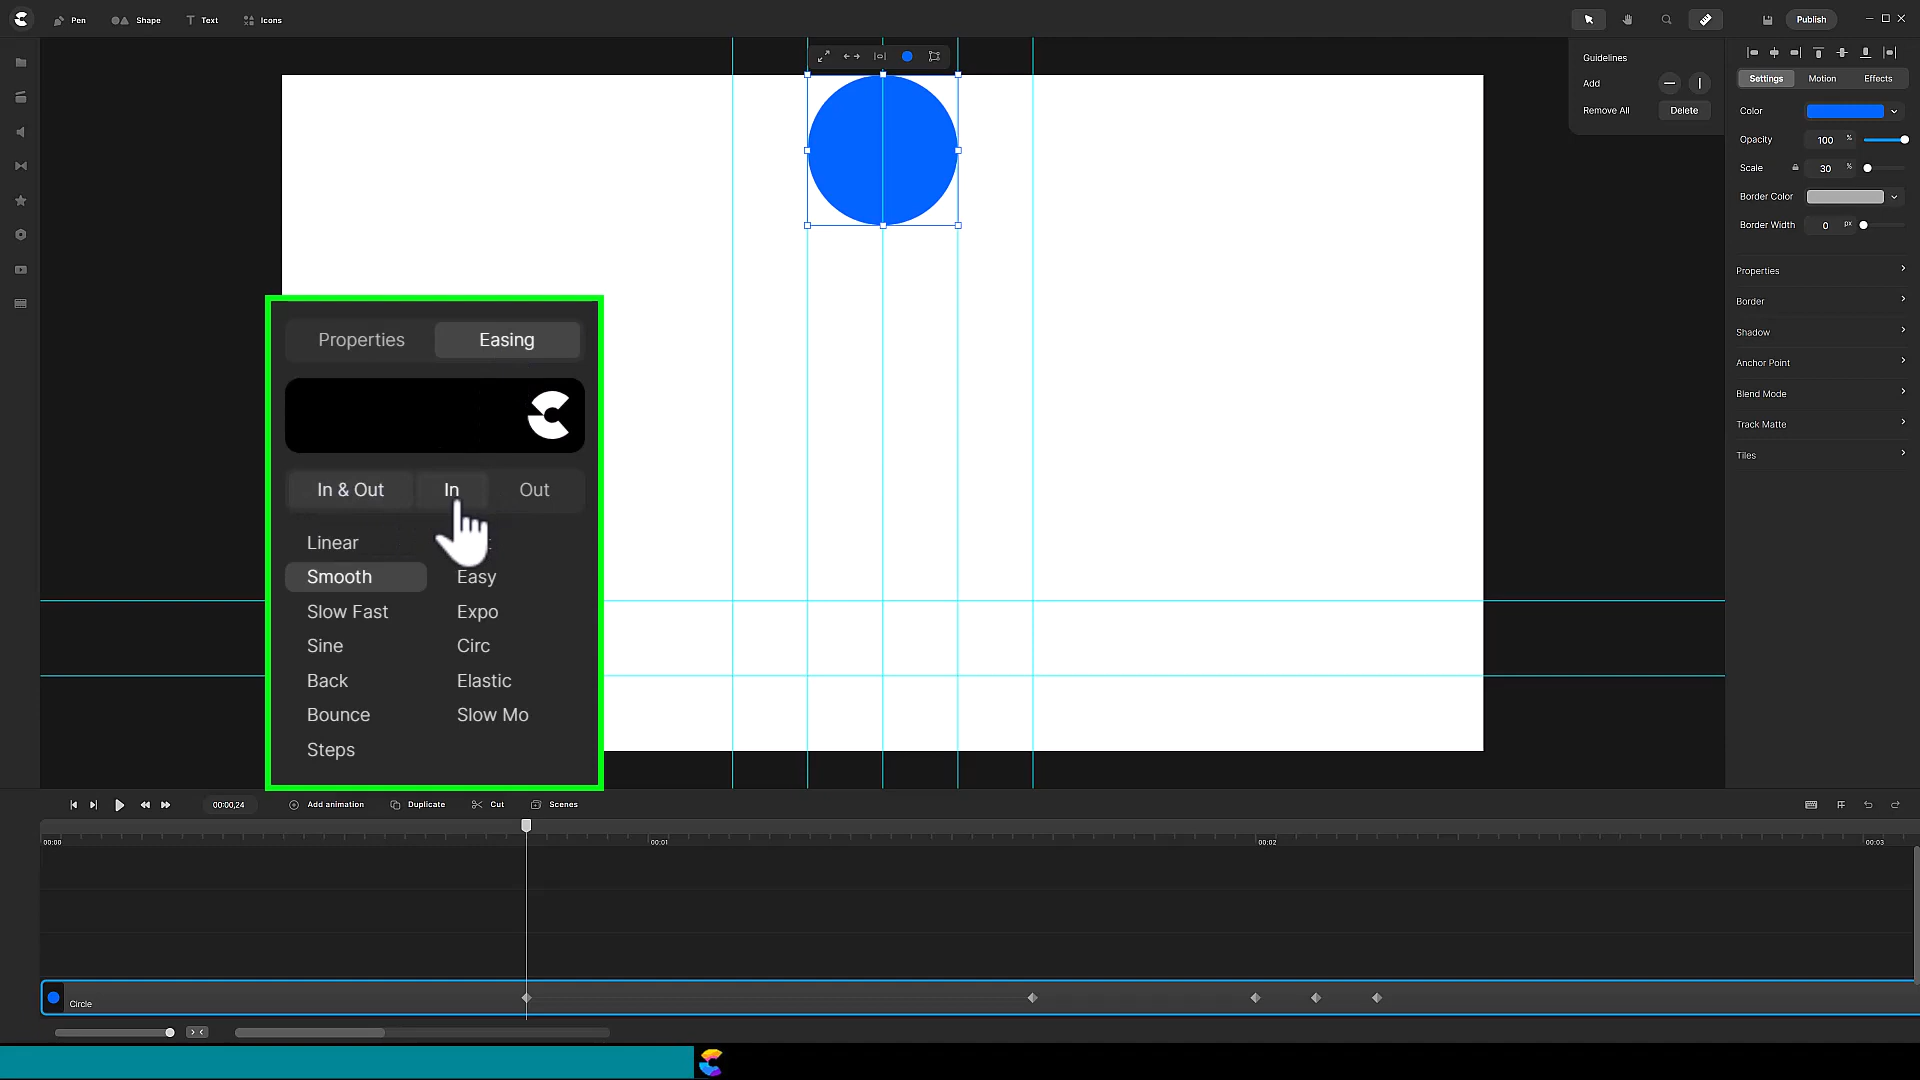 Pen
Shape
Text
Icons
Publish
Guidelines
Add
Remove All
Delete
Settings
Motion
Effects
Color
Opacity
100 %
Scale
30 %
Border Color
Border Width
0 px
Properties
Border
Shadow
Anchor Point
Blend Mode
Track Matte
Tiles
Properties
Easing
In & Out
In
Out
Linear
Smooth
Easy
Slow Fast
Expo
Sine
Circ
Back
Elastic
Bounce
Slow Mo
Steps
00:00,24
Add animation
Duplicate
Cut
Scenes
00:00
00:01
00:02
00:03
Circle